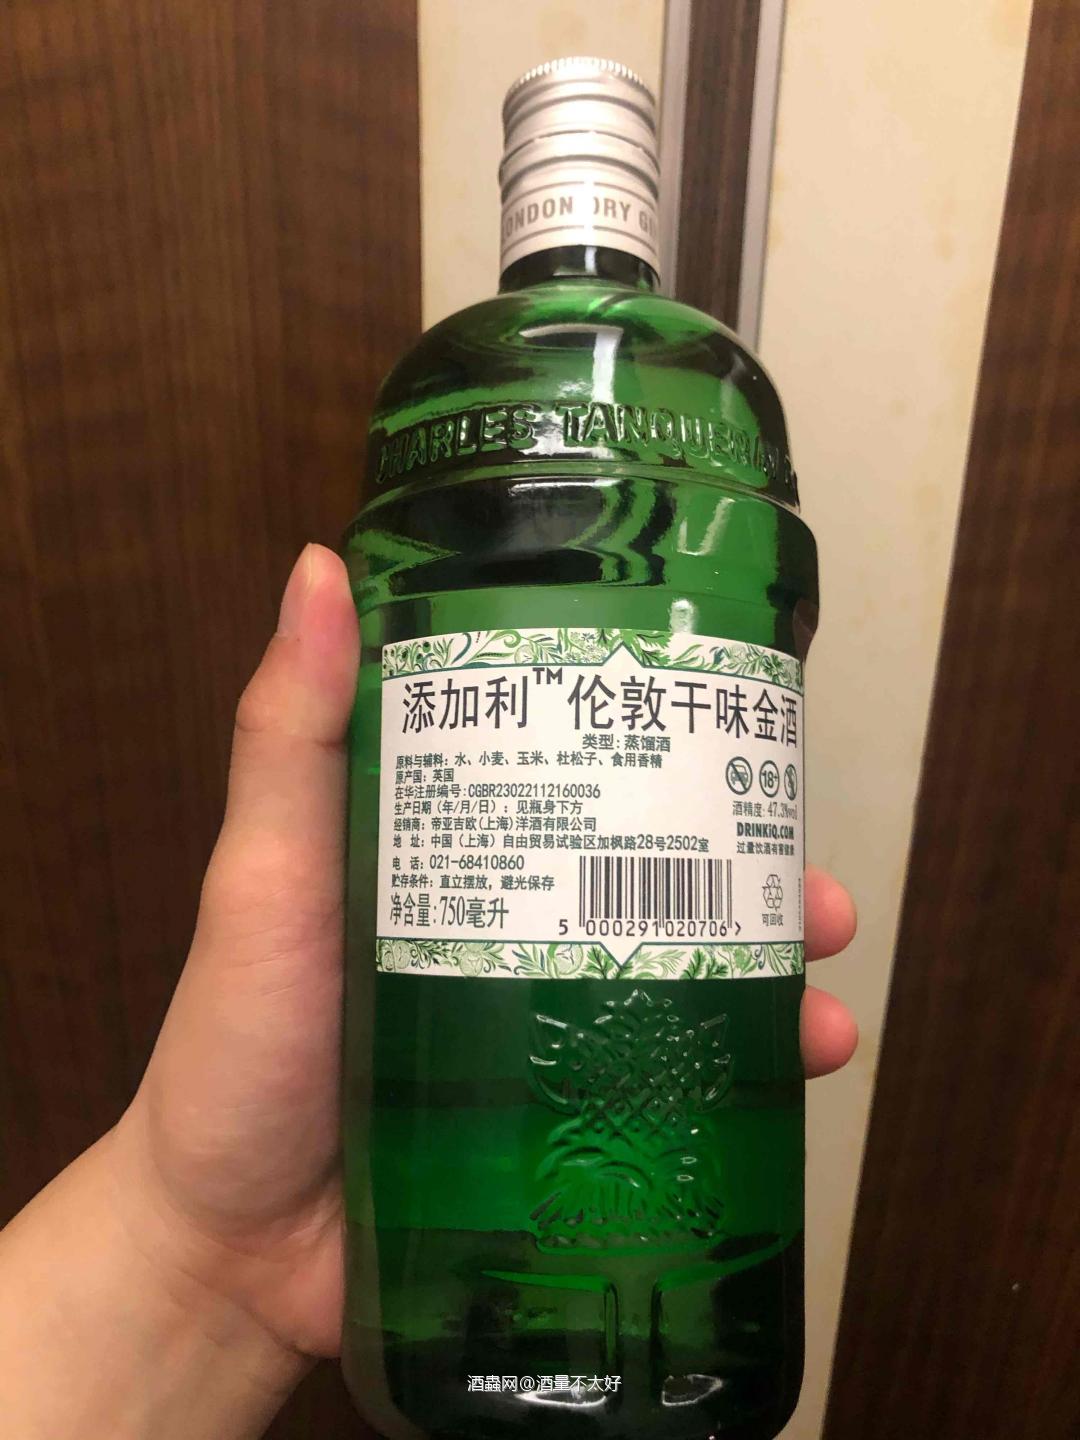 LONDON DRY G
CHARLES TANQUERAY
添加利™伦敦干味金酒
类型:蒸馏酒
原料与辅料:水、小麦、玉米、杜松子、食用香精
原产国:英国
在华注册编号:CGBR23022112160036
生产日期(年/月/日):见瓶身下方
经销商:帝亚吉欧(上海)洋酒有限公司
地 址:中国(上海)自由贸易试验区加枫路28号2502室
电 话:021-68410860
贮存条件:直立摆放,避光保存
净含量:750毫升
18+
酒精度:47.3%vol
DRINKiQ.COM
过量饮酒有害健康
可回收
5 000291 020706 >
酒蟲网@酒量不太好